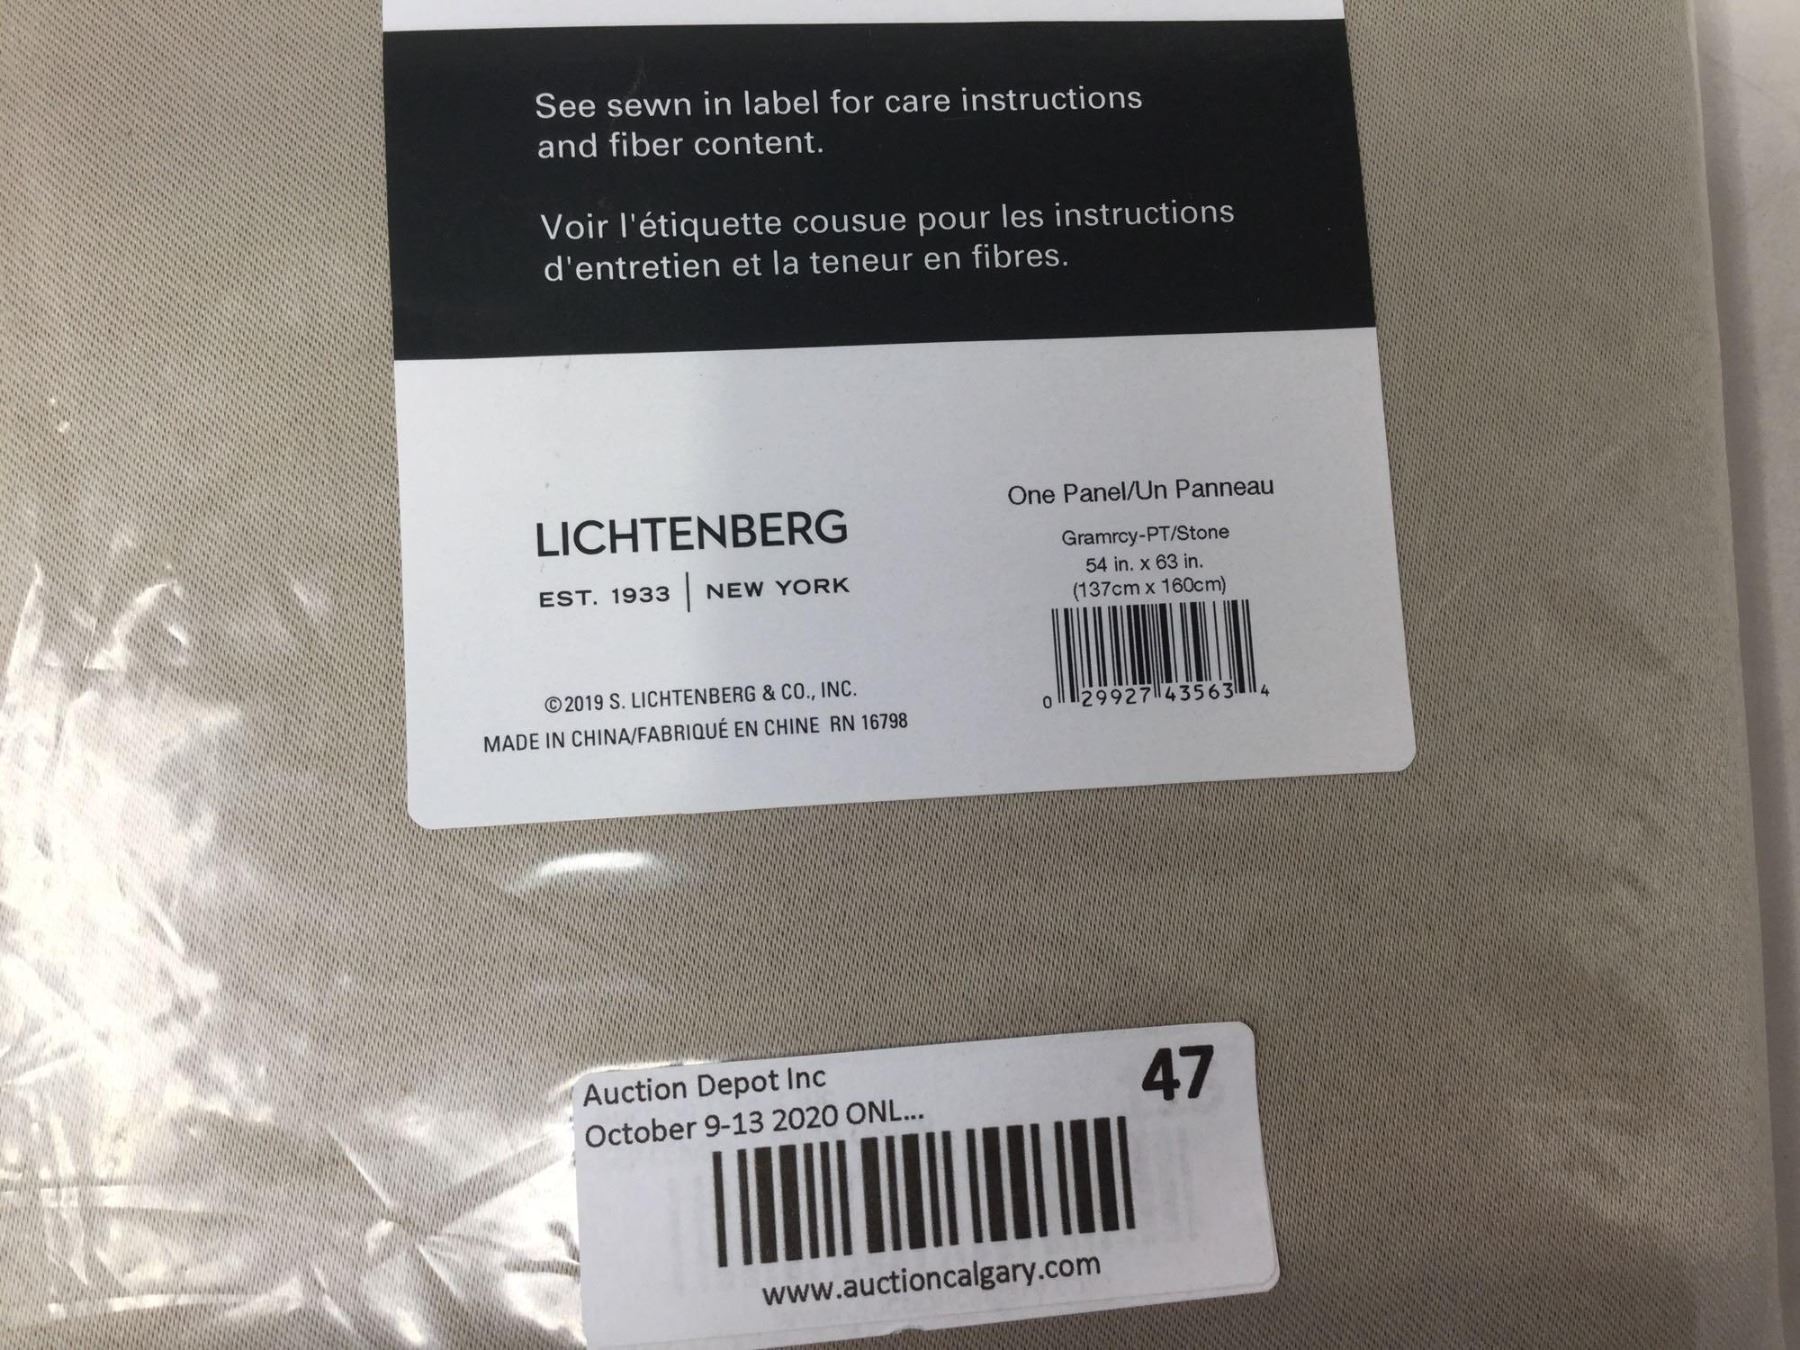 See sewn in label for care instructions
and fiber content.
Voir l'étiquette cousue pour les instructions
d'entretien et la teneur en fibres.
LICHTENBERG
EST. 1933 | NEW YORK
©2019 S. LICHTENBERG & CO., INC.
MADE IN CHINA/FABRIQUÉ EN CHINE RN 16798
One Panel/Un Panneau
Gramrcy-PT/Stone
54 in. x 63 in.
(137cm x 160cm)
0 29927 43563 4
Auction Depot Inc
47
October 9-13 2020 ONL...
www.auctioncalgary.com